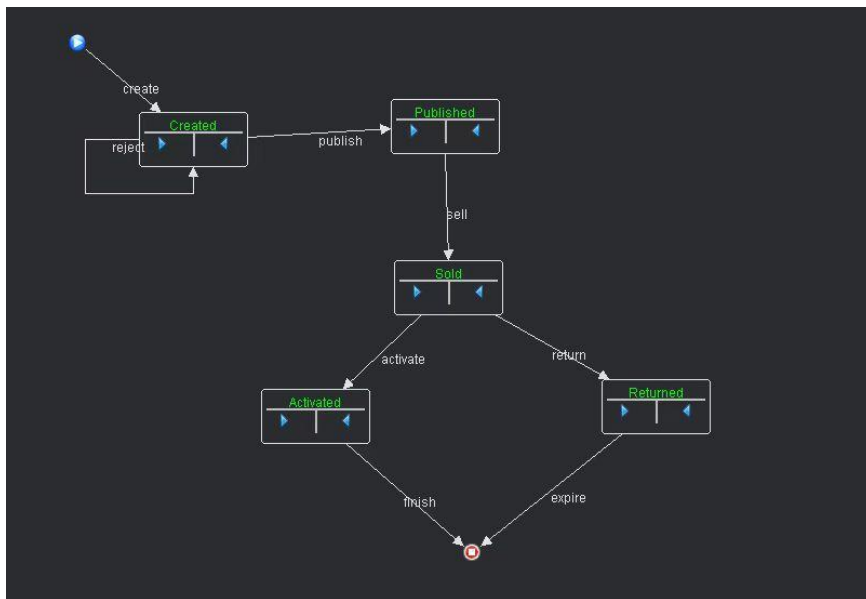 create
Created
reject
publish
Published
sell
Sold
activate
return
Activated
Returned
finish
expire